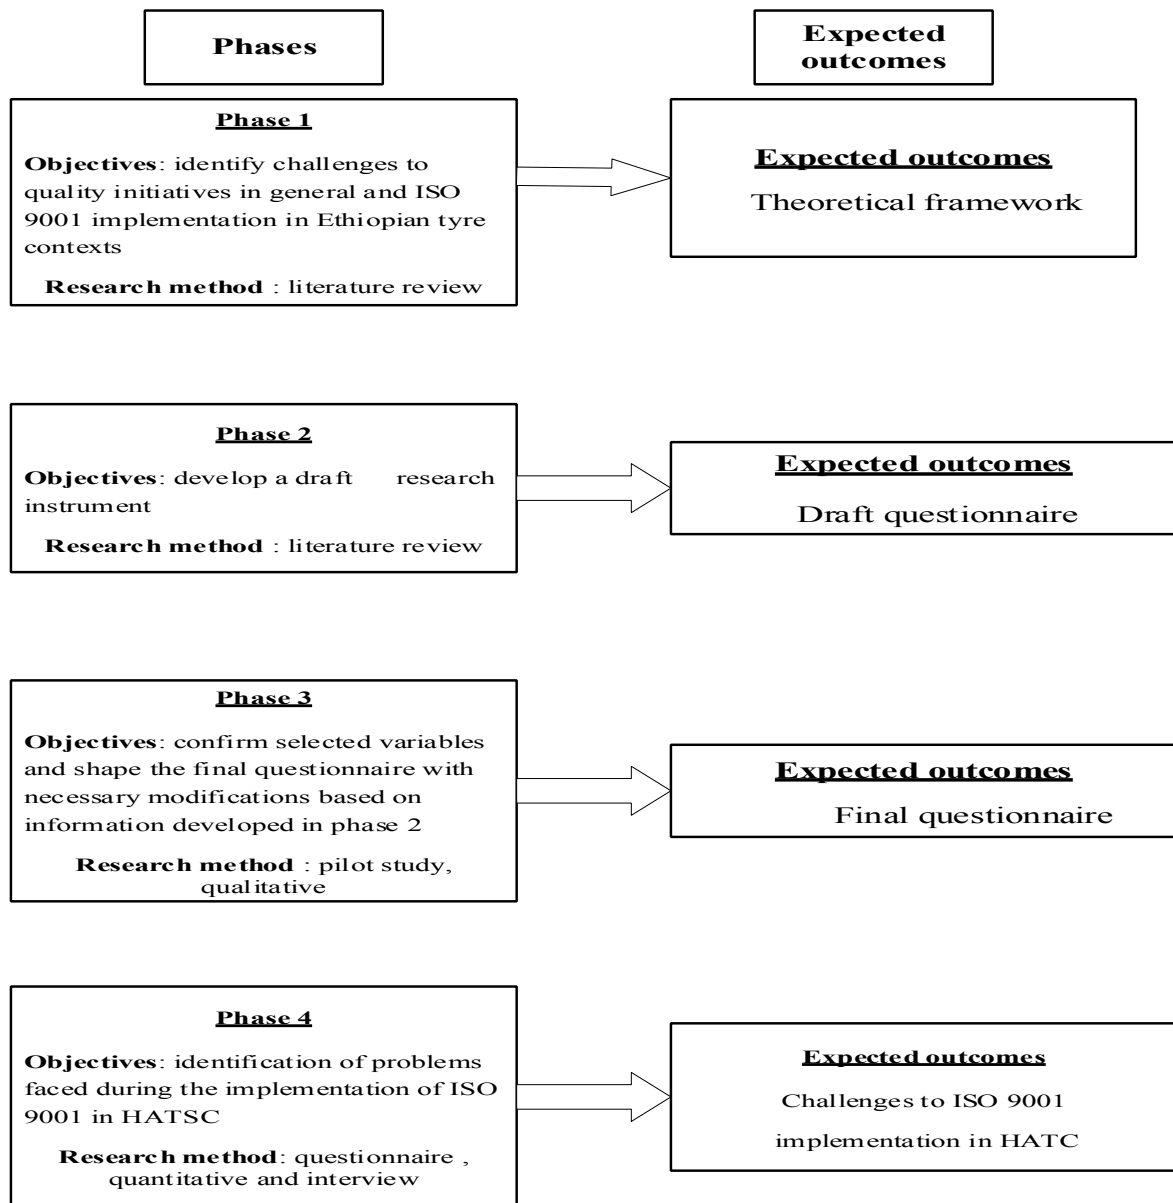 Phases
Expected
outcomes
Phase 1
Objectives: identify challenges to
quality initiatives in general and ISO
9001 implementation in Ethiopian tyre
contexts
Research method : literature review
Expected outcomes
Theoretical framework
Phase 2
Objectives: develop a draft research
instrument
Research method : literature review
Expected outcomes
Draft questionnaire
Phase 3
Objectives: confirm selected variables
and shape the final questionnaire with
necessary modifications based on
information developed in phase 2
Research method : pilot study,
qualitative
Expected outcomes
Final questionnaire
Phase 4
Objectives: identification of problems
faced during the implementation of ISO
9001 in HATSC
Research method: questionnaire ,
quantitative and interview
Expected outcomes
Challenges to ISO 9001
implementation in HATC